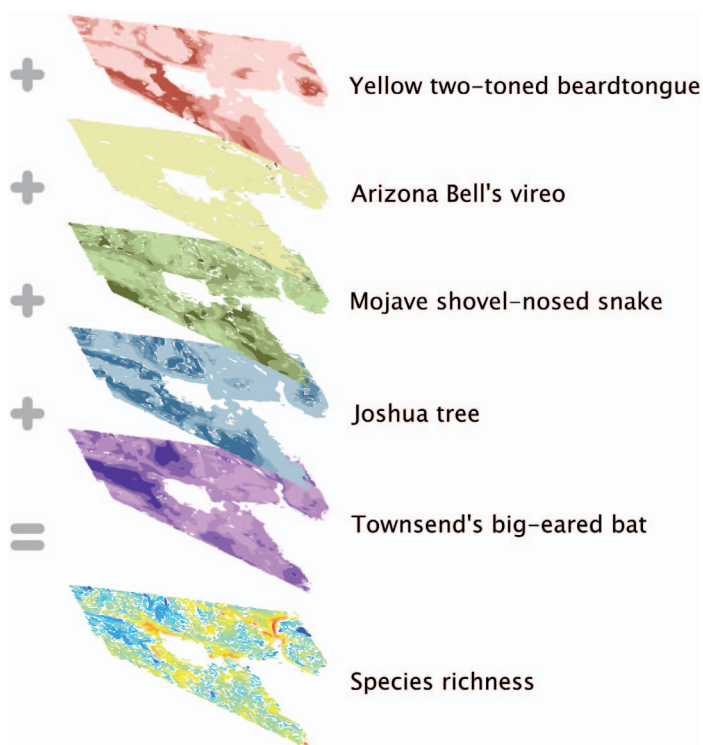 +
Yellow two-toned beardtongue
+
Arizona Bell's vireo
+
Mojave shovel-nosed snake
+
Joshua tree
Townsend's big-eared bat
=
Species richness